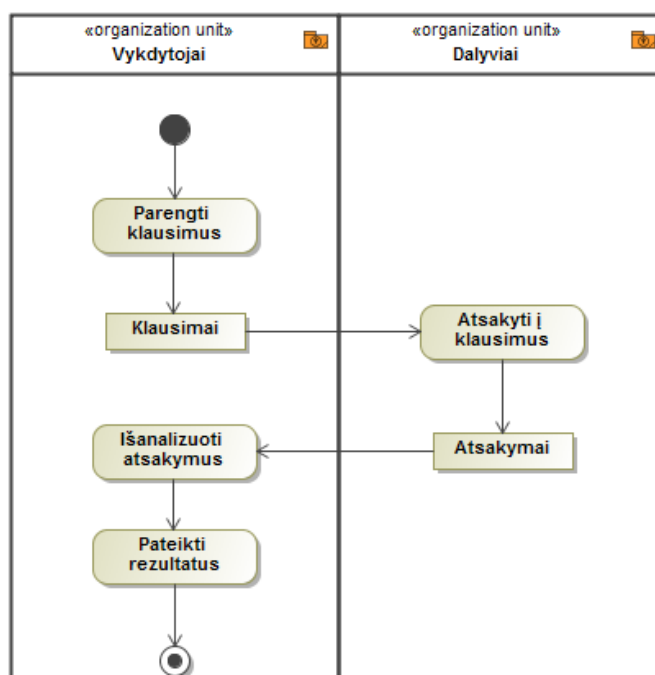 «organization unit»
Vykdytojai
«organization unit»
Dalyviai
Parengti
klausimus
Klausimai
Atsakyti į
klausimus
Atsakymai
Išanalizuoti
atsakymus
Pateikti
rezultatus